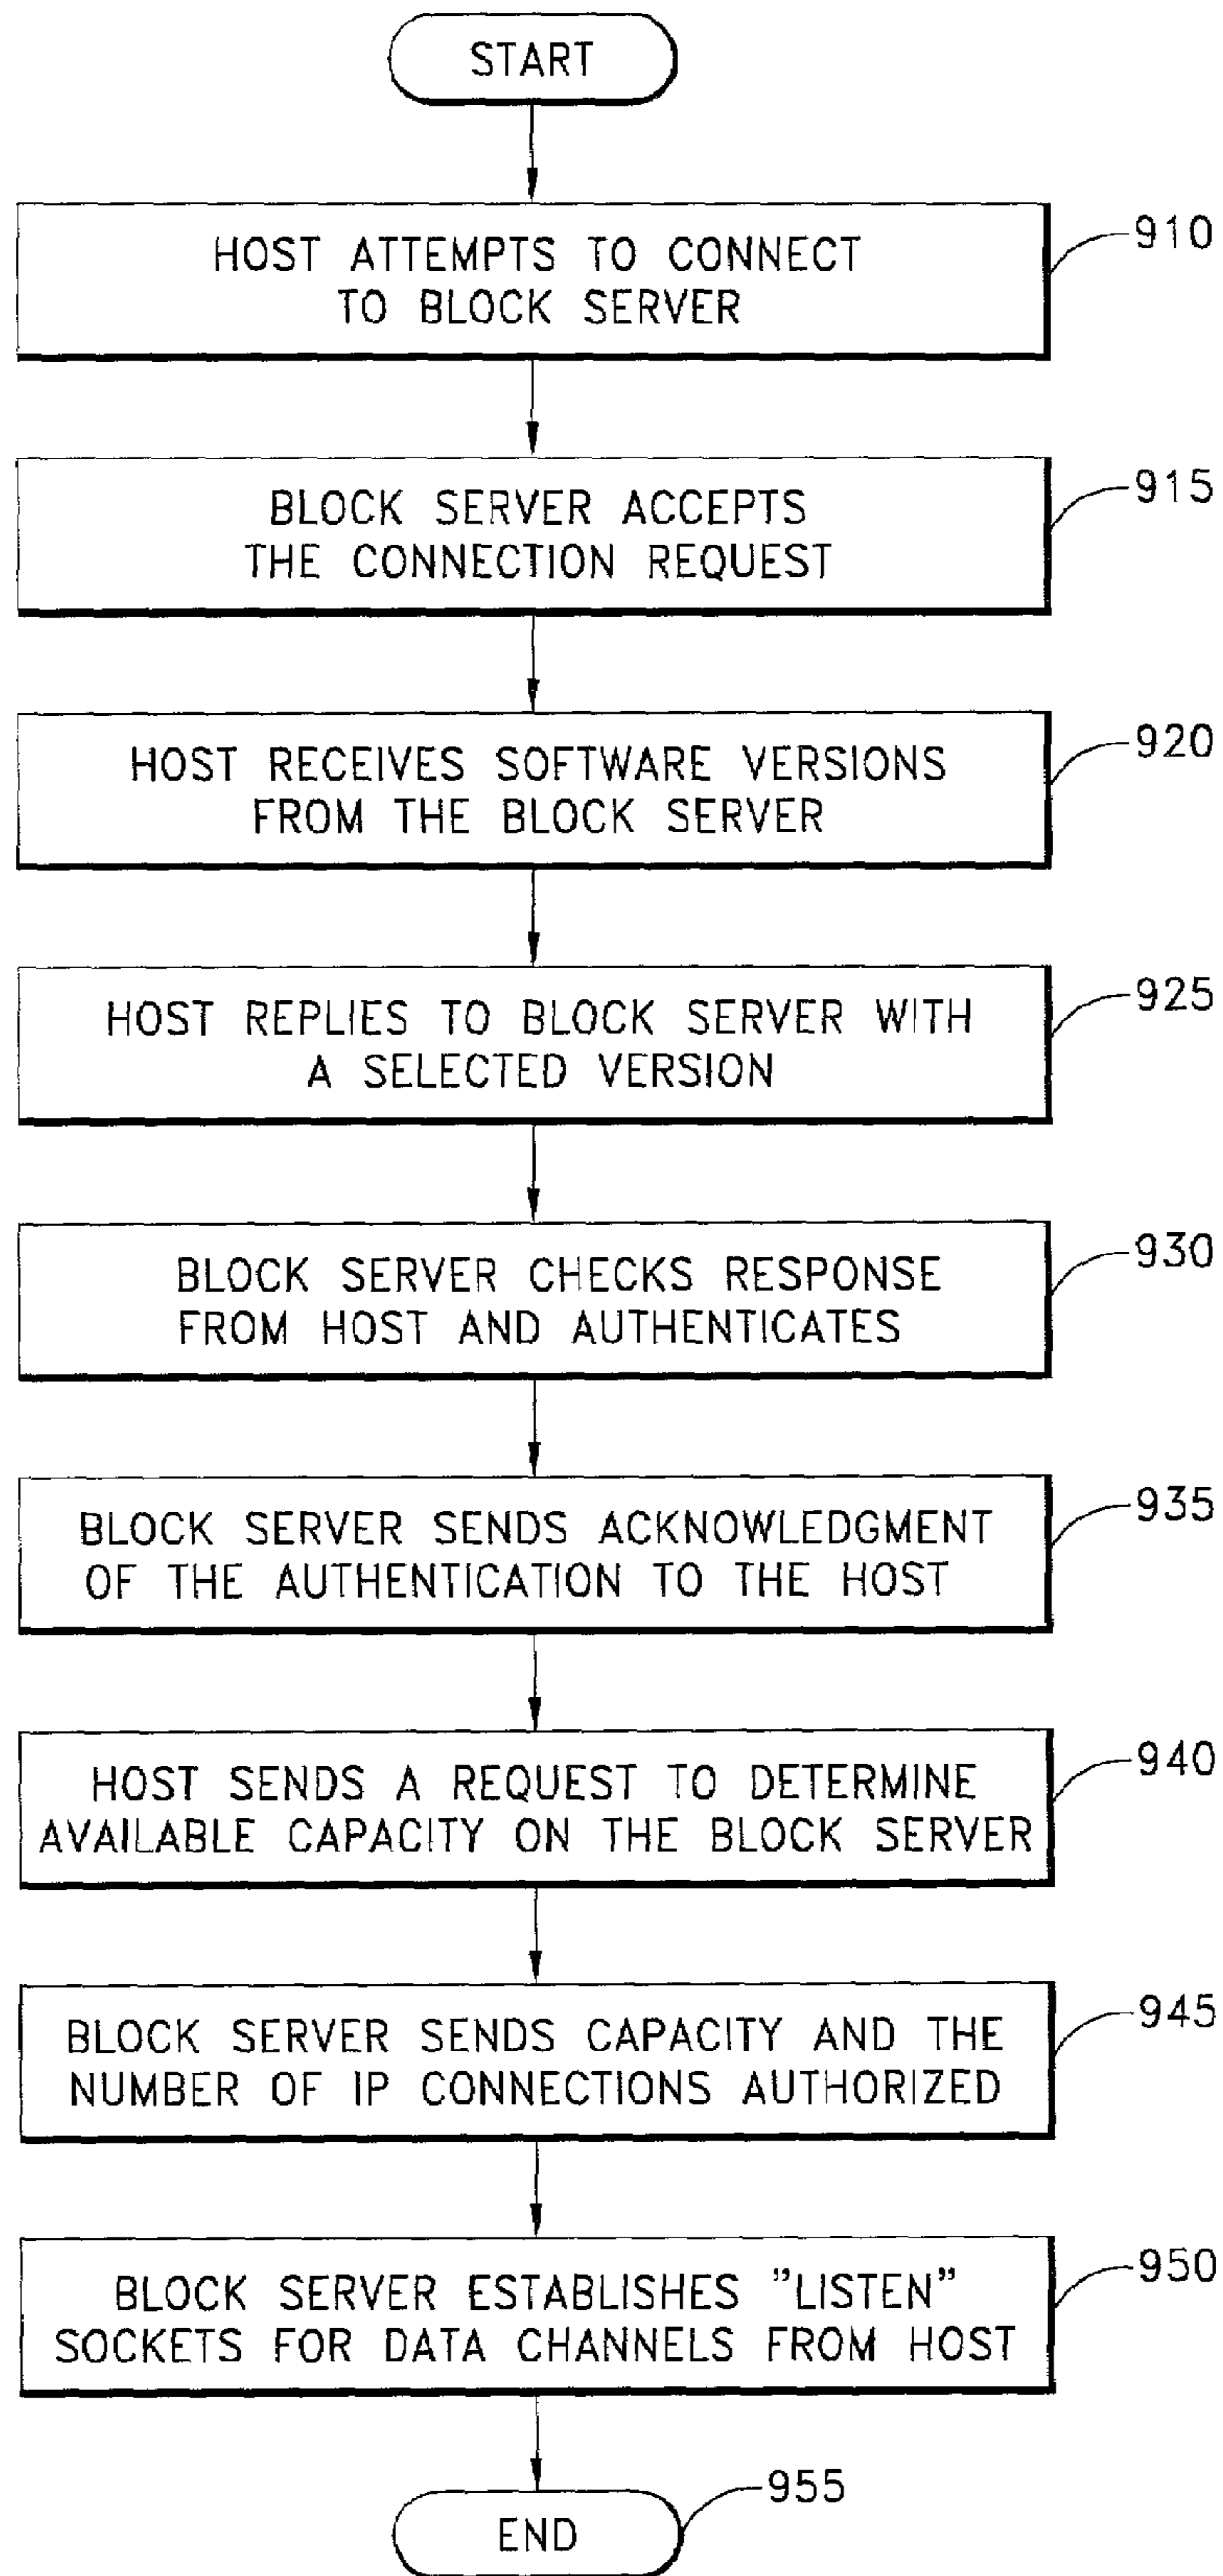 START
HOST ATTEMPTS TO CONNECT
TO BLOCK SERVER
910
BLOCK SERVER ACCEPTS
THE CONNECTION REQUEST
915
HOST RECEIVES SOFTWARE VERSIONS
FROM THE BLOCK SERVER
920
HOST REPLIES TO BLOCK SERVER WITH
A SELECTED VERSION
925
BLOCK SERVER CHECKS RESPONSE
FROM HOST AND AUTHENTICATES
930
BLOCK SERVER SENDS ACKNOWLEDGMENT
OF THE AUTHENTICATION TO THE HOST
935
HOST SENDS A REQUEST TO DETERMINE
AVAILABLE CAPACITY ON THE BLOCK SERVER
940
BLOCK SERVER SENDS CAPACITY AND THE
NUMBER OF IP CONNECTIONS AUTHORIZED
945
BLOCK SERVER ESTABLISHES "LISTEN"
SOCKETS FOR DATA CHANNELS FROM HOST
950
END
955